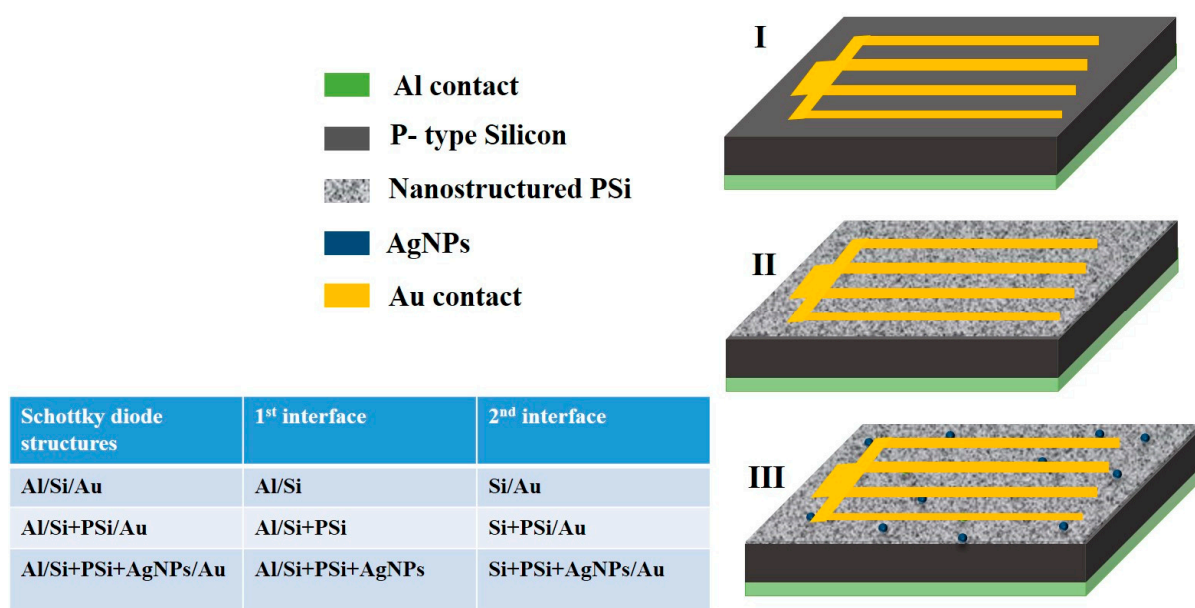 I
Al contact
P- type Silicon
Nanostructured PSi
AgNPs
Au contact
II
III
Schottky diode structures
1st interface
2nd interface
Al/Si/Au
Al/Si
Si/Au
Al/Si+PSi/Au
Al/Si+PSi
Si+PSi/Au
Al/Si+PSi+AgNPs/Au
Al/Si+PSi+AgNPs
Si+PSi+AgNPs/Au